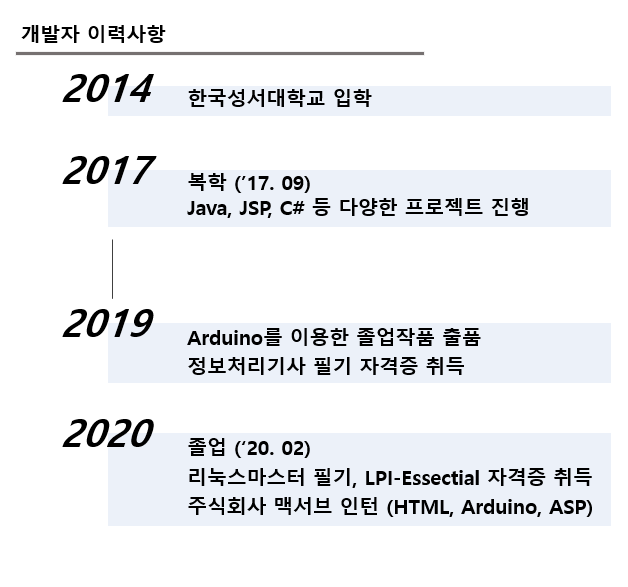 개발자 이력사항
2014
한국성서대학교 입학
2017
복학 (’17. 09)
Java, JSP, C# 등 다양한 프로젝트 진행
2019
Arduino를 이용한 졸업작품 출품
정보처리기사 필기 자격증 취득
2020
졸업 (‘20. 02)
리눅스마스터 필기, LPI-Essectial 자격증 취득
주식회사 맥서브 인턴 (HTML, Arduino, ASP)